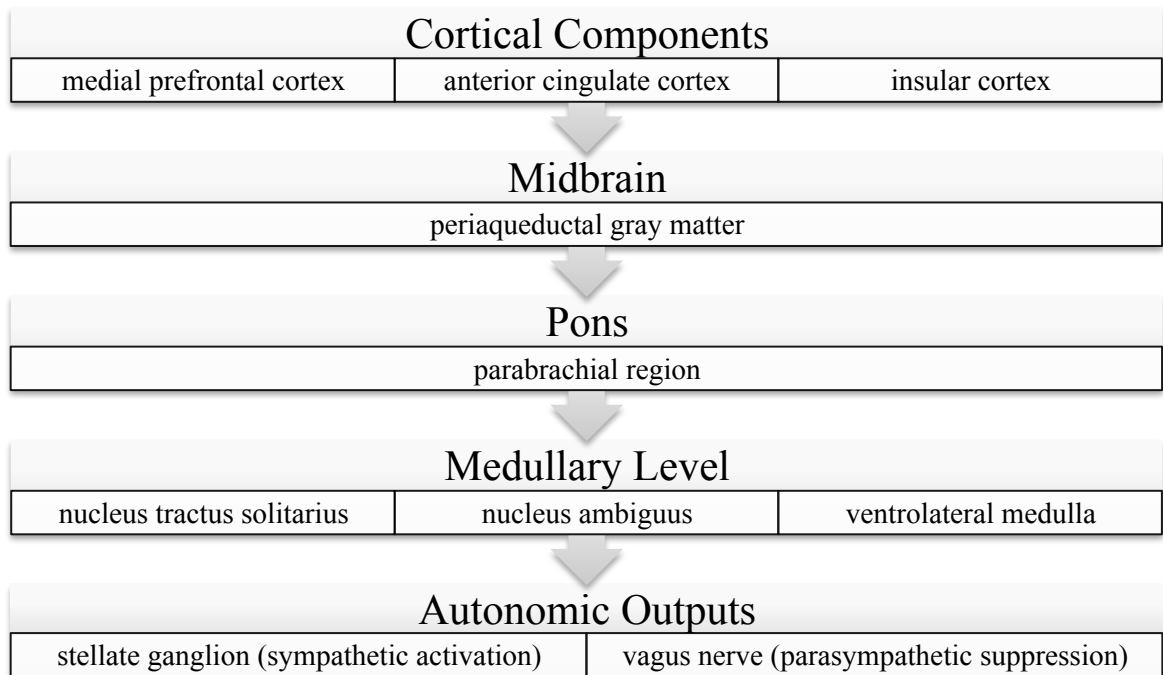 Cortical Components
medial prefrontal cortex
anterior cingulate cortex
insular cortex
Midbrain
periaqueductal gray matter
Pons
parabrachial region
Medullary Level
nucleus tractus solitarius
nucleus ambiguus
ventrolateral medulla
Autonomic Outputs
stellate ganglion (sympathetic activation)
vagus nerve (parasympathetic suppression)